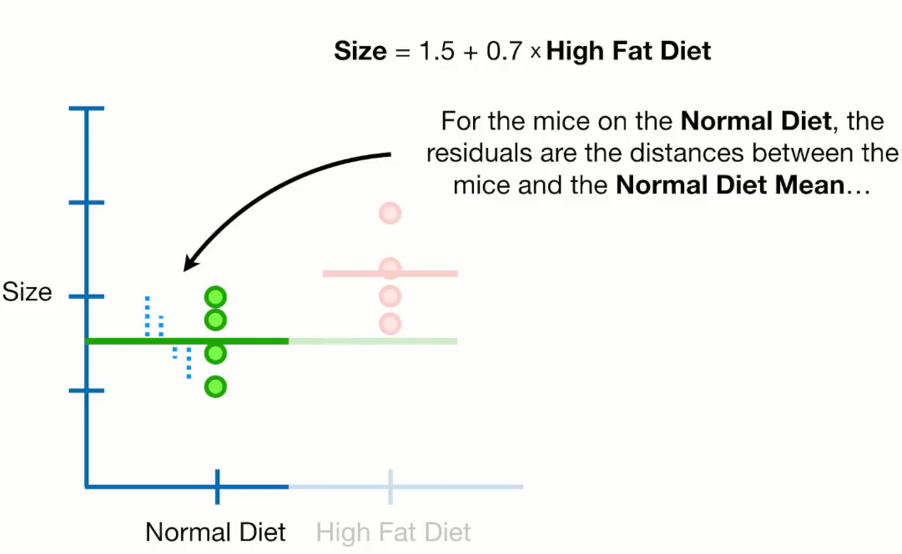 Size = 1.5 + 0.7 x High Fat Diet
For the mice on the Normal Diet, the
residuals are the distances between the
mice and the Normal Diet Mean...
Size
Normal Diet
High Fat Diet